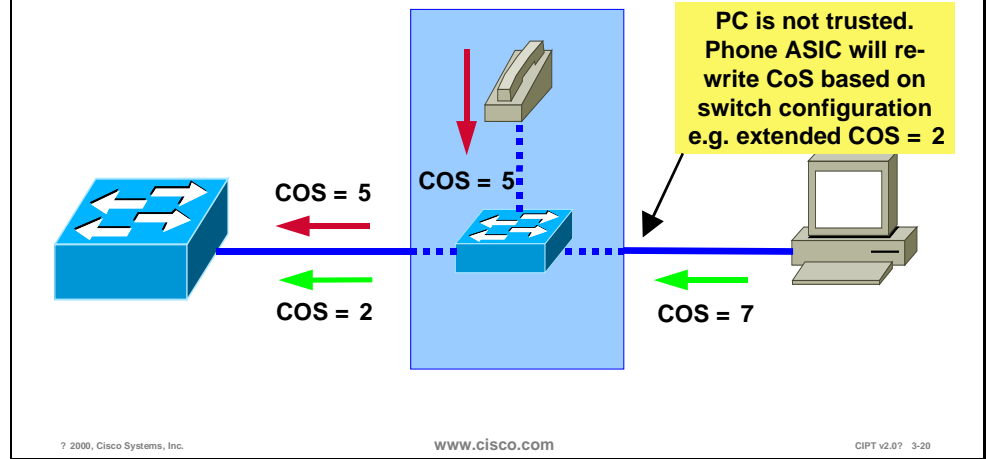 PC is not trusted.
Phone ASIC will re-
write CoS based on
switch configuration
e.g. extended COS = 2
COS = 5
COS = 5
COS = 2
COS = 7
? 2000, Cisco Systems, Inc.
www.cisco.com
CIPT v2.0? 3-20